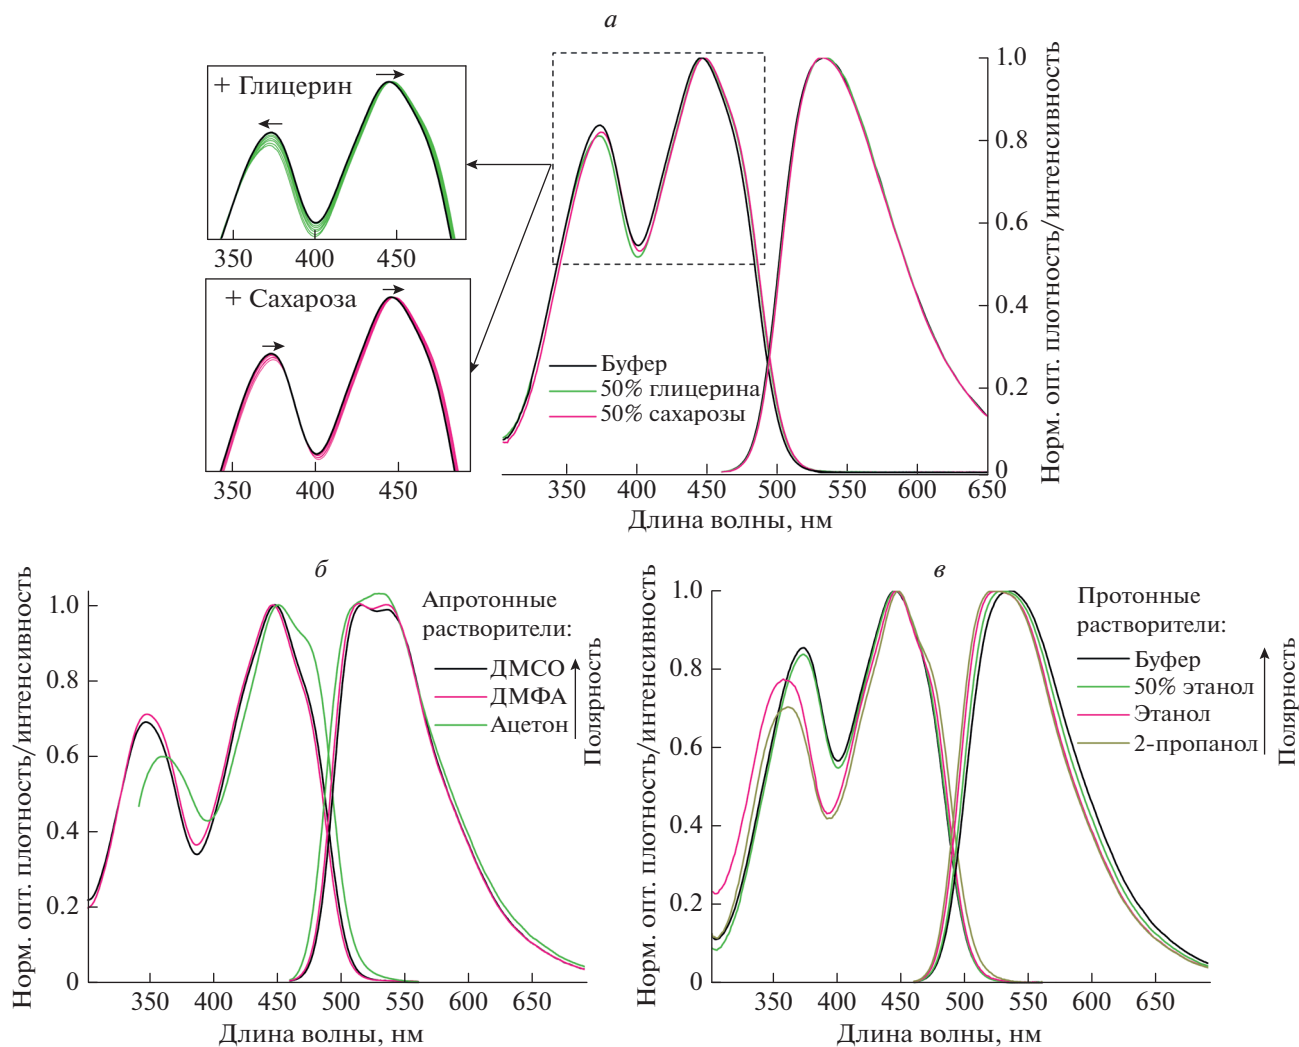 а
+ Глицерин
350 400 450
+ Сахароза
350 400 450
Буфер
50% глицерина
50% сахарозы
1.0
0.8
0.6
0.4
0.2
0
Норм. опт. плотность/интенсивность
350 400 450 500 550 600 650
Длина волны, нм
б
Норм. опт. плотность/интенсивность
1.0
0.8
0.6
0.4
0.2
0
Апротонные
растворители:
ДМСО
ДМФА
Ацетон
Полярность
350 400 450 500 550 600 650
Длина волны, нм
в
Норм. опт. плотность/интенсивность
1.0
0.8
0.6
0.4
0.2
0
Протонные
растворители:
Буфер
50% этанол
Этанол
2-пропанол
Полярность
350 400 450 500 550 600 650
Длина волны, нм